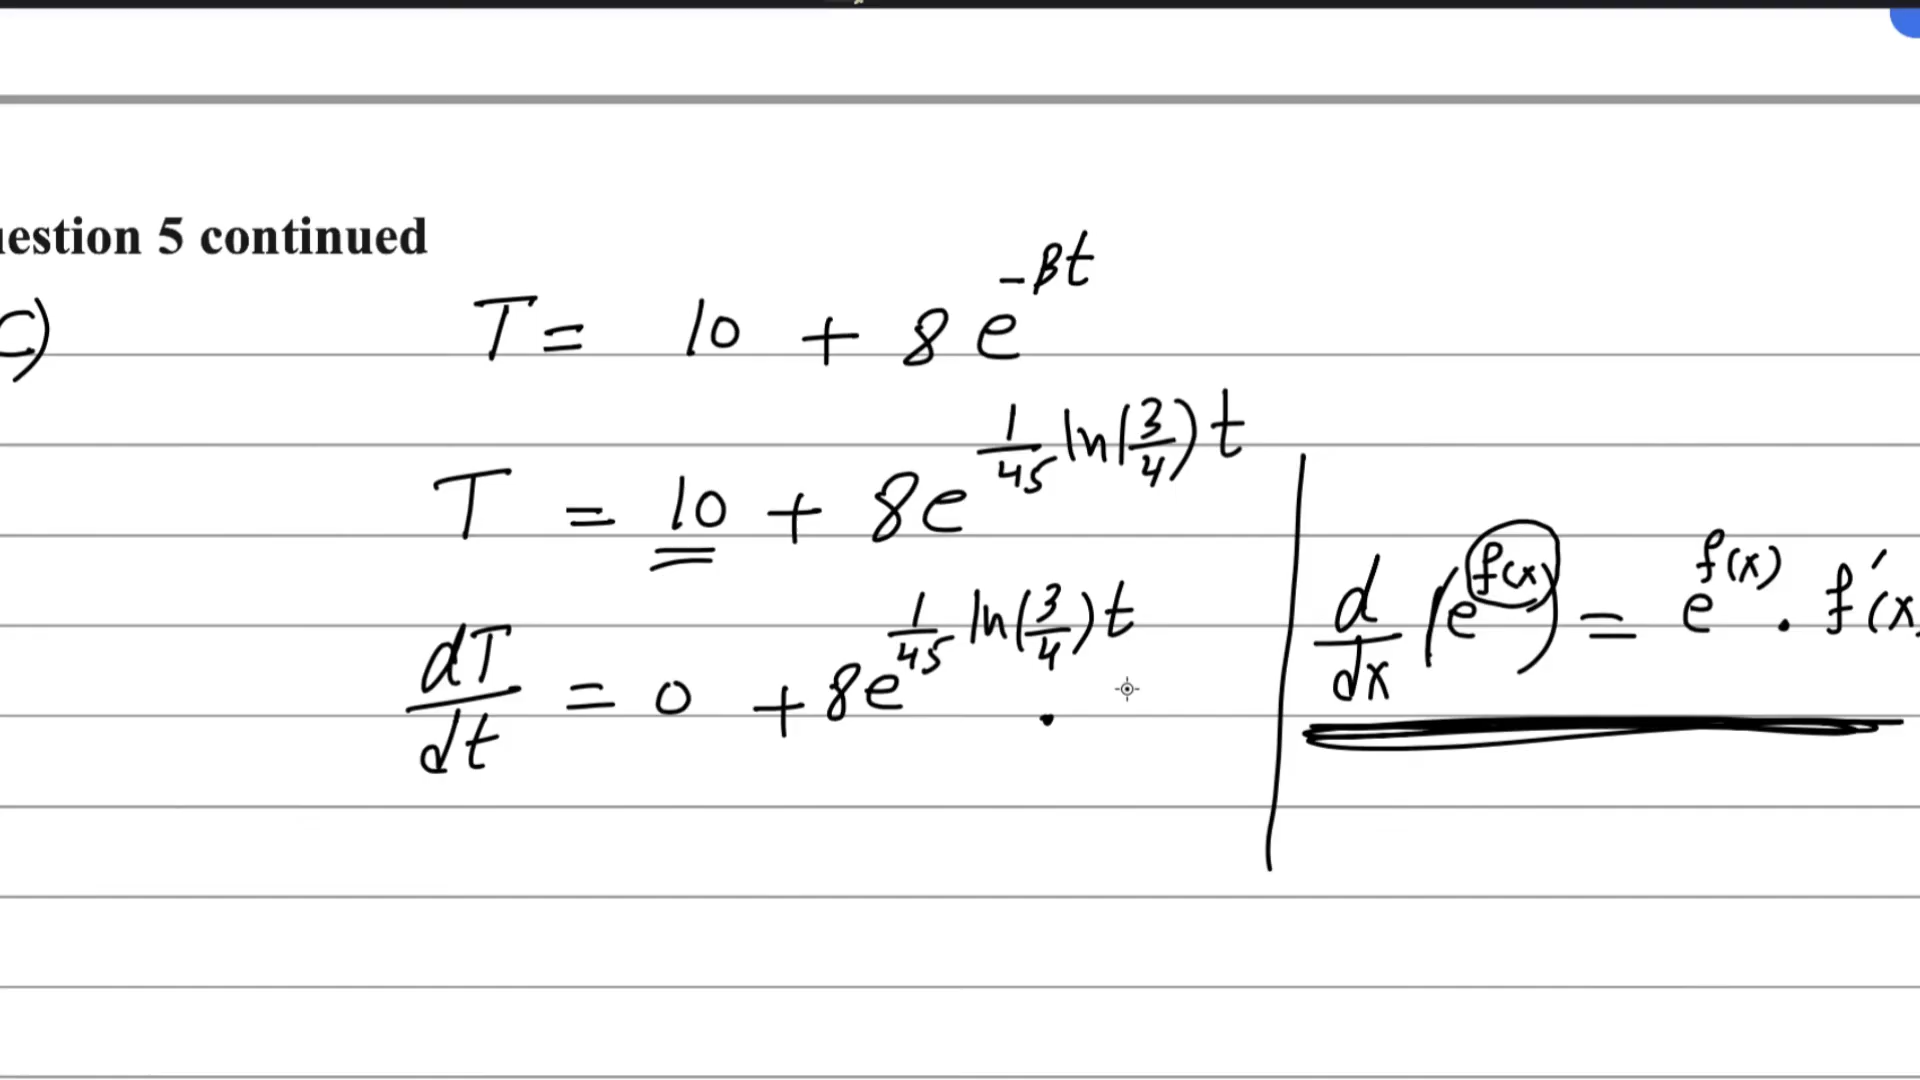 uestion 5 continued
c)
T = 10 + 8e^{-βt}
T = 10 + 8e^{\frac{1}{45} ln(\frac{3}{4})t}
\frac{dT}{dt} = 0 + 8e^{\frac{1}{45} ln(\frac{3}{4})t} .
\frac{d}{dx}(e^{f(x)}) = e^{f(x)} . f'(x